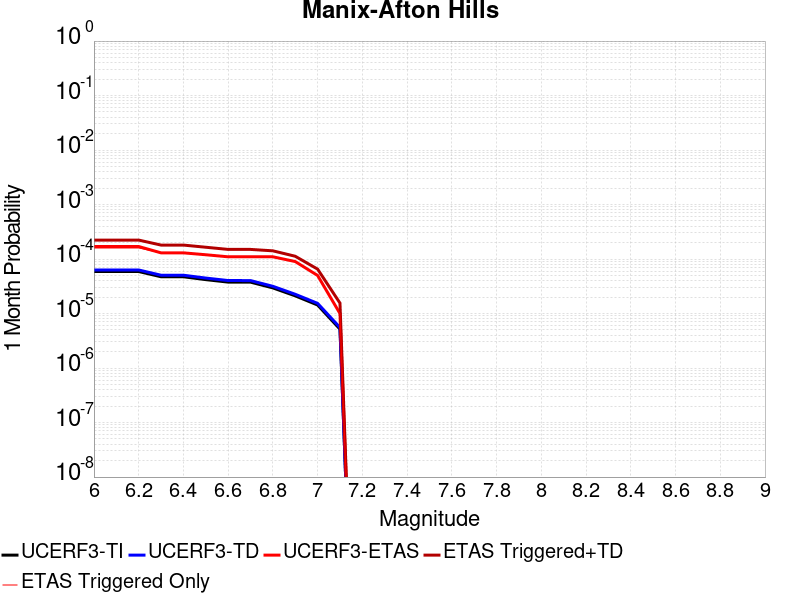 Manix-Afton Hills
1 Month Probability
10^0
10^-1
10^-2
10^-3
10^-4
10^-5
10^-6
10^-7
10^-8
6 6.2 6.4 6.6 6.8 7 7.2 7.4 7.6 7.8 8 8.2 8.4 8.6 8.8 9
Magnitude
UCERF3-TI UCERF3-TD UCERF3-ETAS ETAS Triggered+TD
ETAS Triggered Only